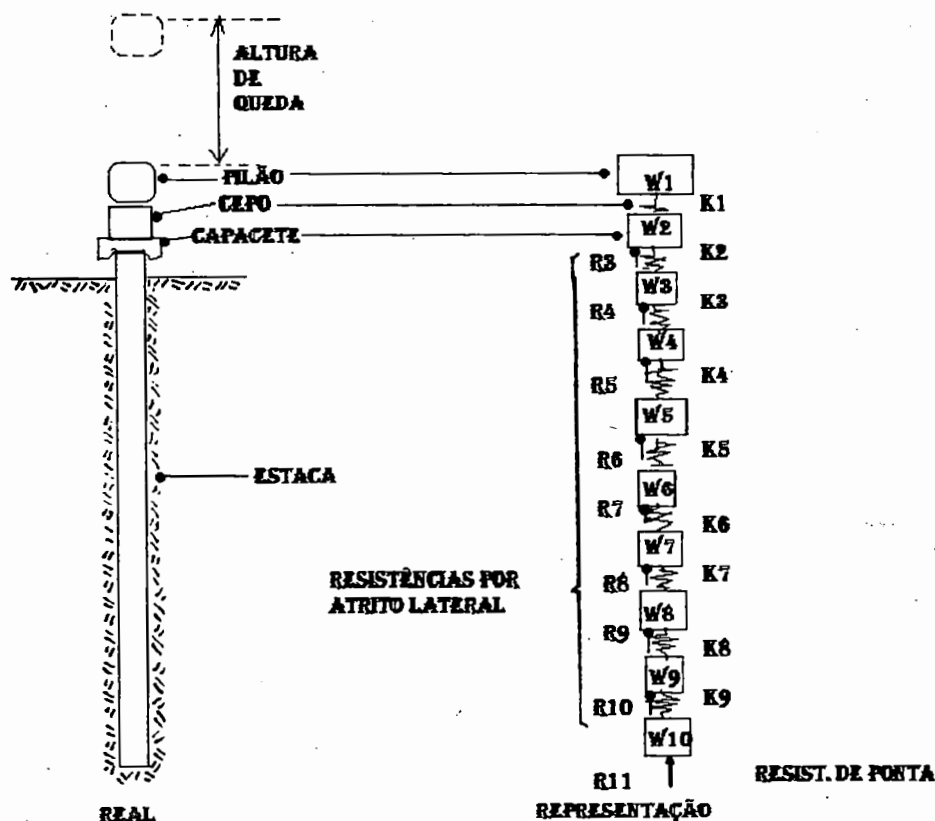 ALTURA
DE
QUEDA
PILÃO
CEPO
CAPACETE
ESTACA
RESISTÊNCIAS POR
ATRITO LATERAL
REAL
W1
K1
W2
K2
R3
W3
K3
R4
W4
K4
R5
W5
K5
R6
W6
R7
K6
W7
K7
R8
W8
R9
K8
W9
K9
R10
W10
R11
RESIST. DE PONTA
REPRESENTAÇÃO